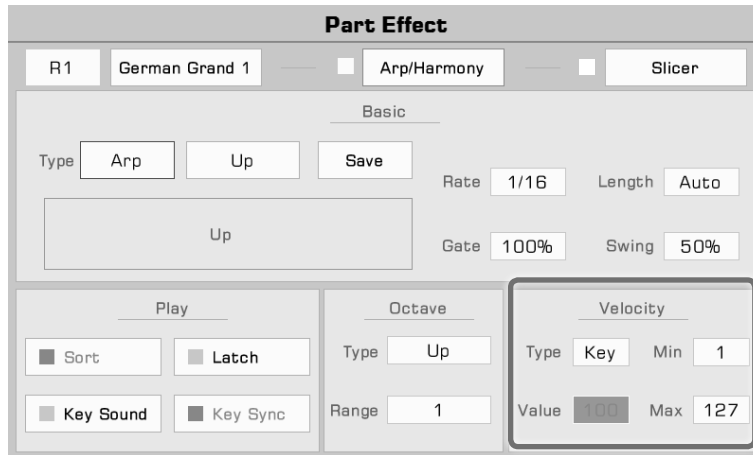 Part Effect
R1 German Grand 1 Arp/Harmony Slicer
Basic
Type Arp Up Save
Rate 1/16 Length Auto
Up
Gate 100% Swing 50%
Play
Sort Latch
Key Sound Key Sync
Octave
Type Up
Range 1
Velocity
Type Key Min 1
Value 100 Max 127